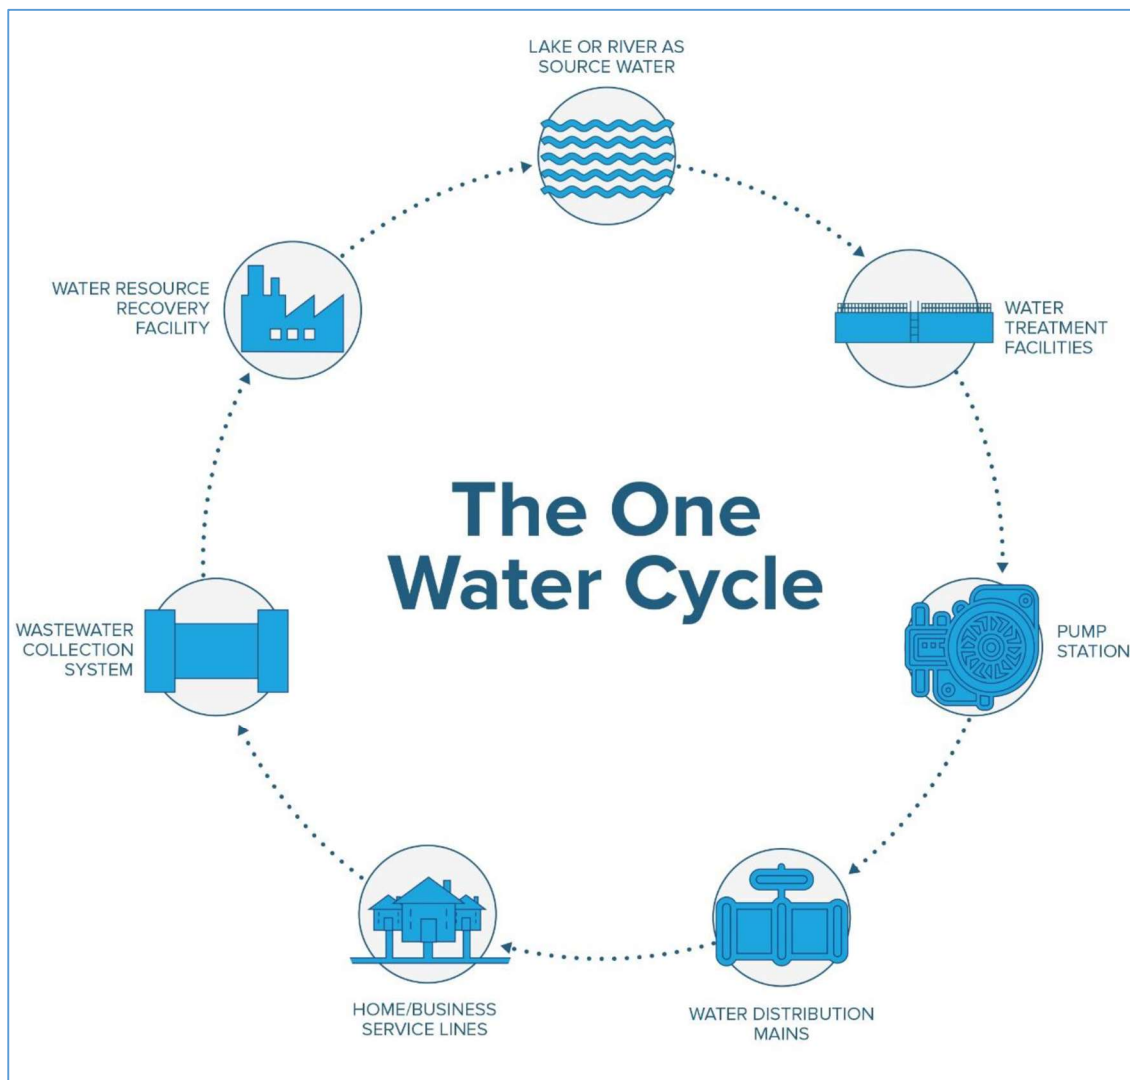 LAKE OR RIVER AS
SOURCE WATER
WATER
TREATMENT
FACILITIES
PUMP
STATION
WATER DISTRIBUTION
MAINS
HOME/BUSINESS
SERVICE LINES
WASTEWATER
COLLECTION
SYSTEM
WATER RESOURCE
RECOVERY
FACILITY
The One
Water Cycle